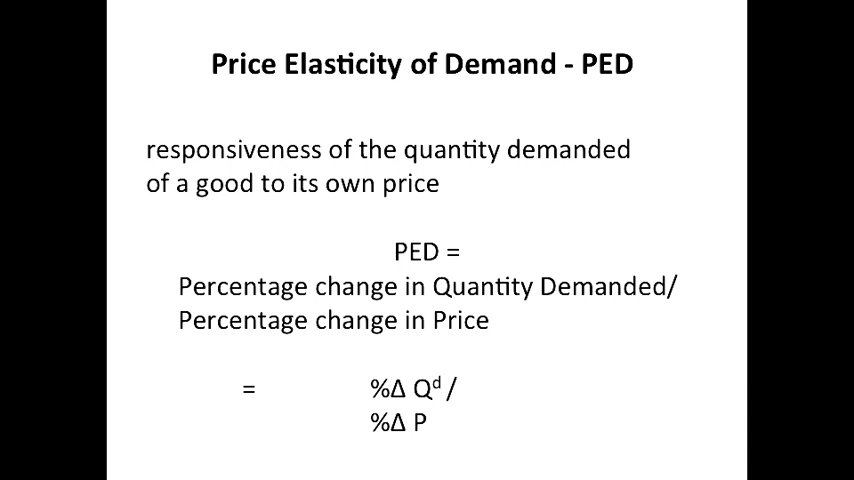 Price Elasticity of Demand - PED
responsiveness of the quantity demanded
of a good to its own price
PED =
Percentage change in Quantity Demanded/
Percentage change in Price
= %Δ Qᵈ /
%Δ P